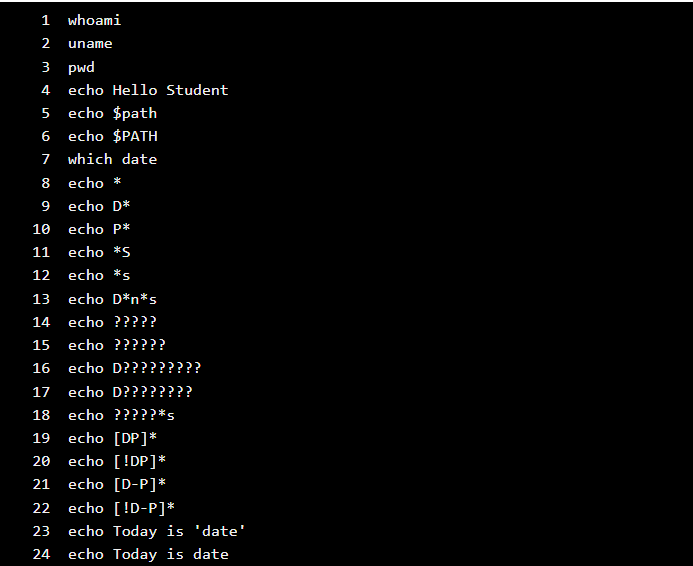 1 whoami
2 uname
3 pwd
4 echo Hello Student
5 echo $path
6 echo $PATH
7 which date
8 echo *
9 echo D*
10 echo P*
11 echo *S
12 echo *s
13 echo D*n*s
14 echo ?????
15 echo ??????
16 echo D?????????
17 echo D????????
18 echo ?????*s
19 echo [DP]*
20 echo [!DP]*
21 echo [D-P]*
22 echo [!D-P]*
23 echo Today is 'date'
24 echo Today is date